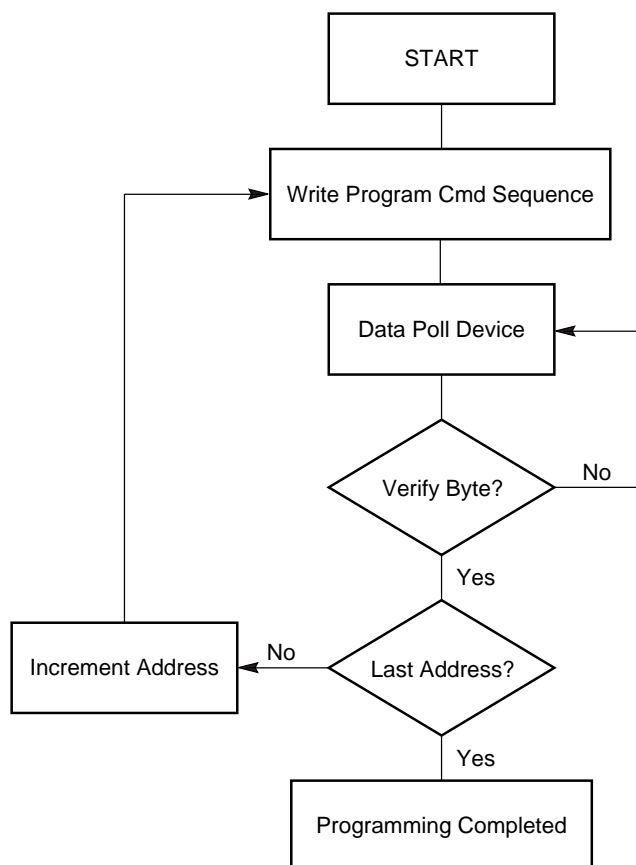 START
Write Program Cmd Sequence
Data Poll Device
Verify Byte?
No
Yes
Increment Address
No
Last Address?
Yes
Programming Completed